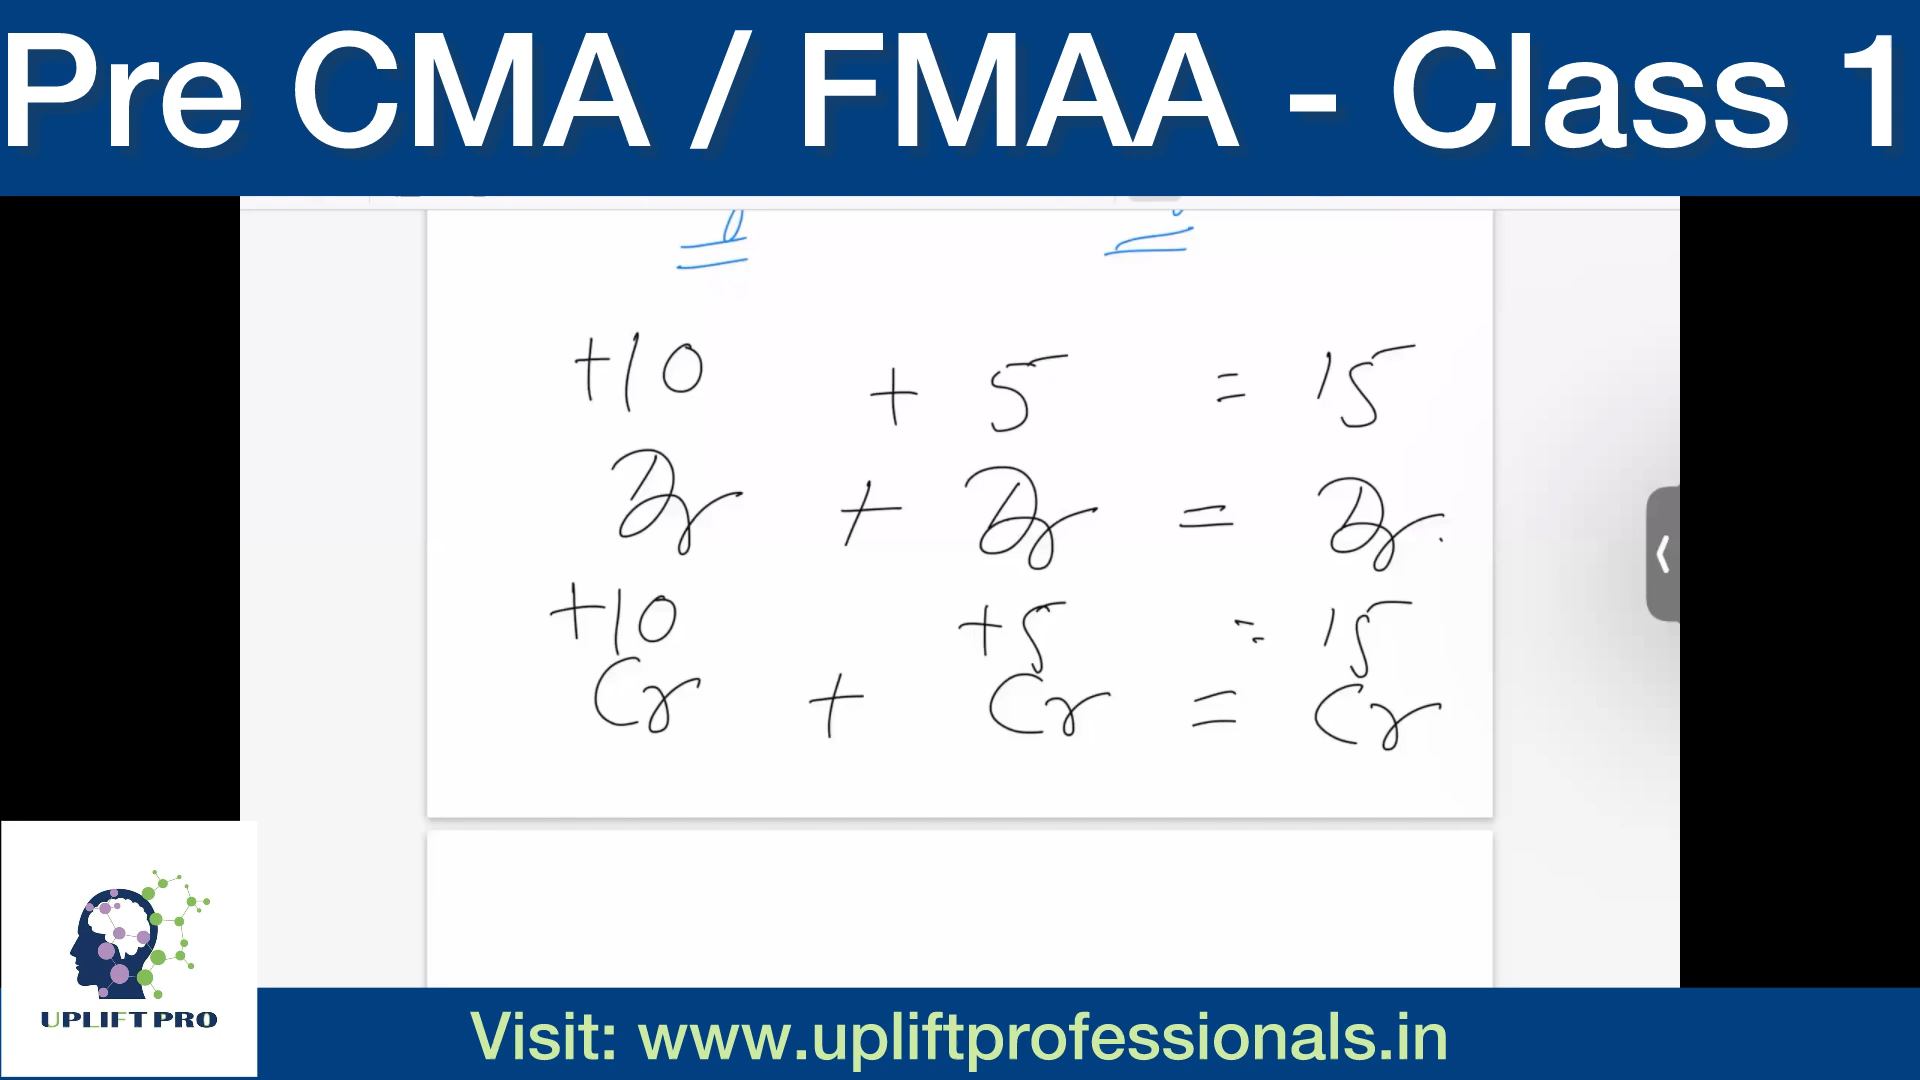 Pre CMA / FMAA - Class 1
+10 + 5 = 15
Dr + Dr = Dr.
+10 +5 = 15
Cr + Cr = Cr
UPLIFT PRO
Visit: www.upliftprofessionals.in